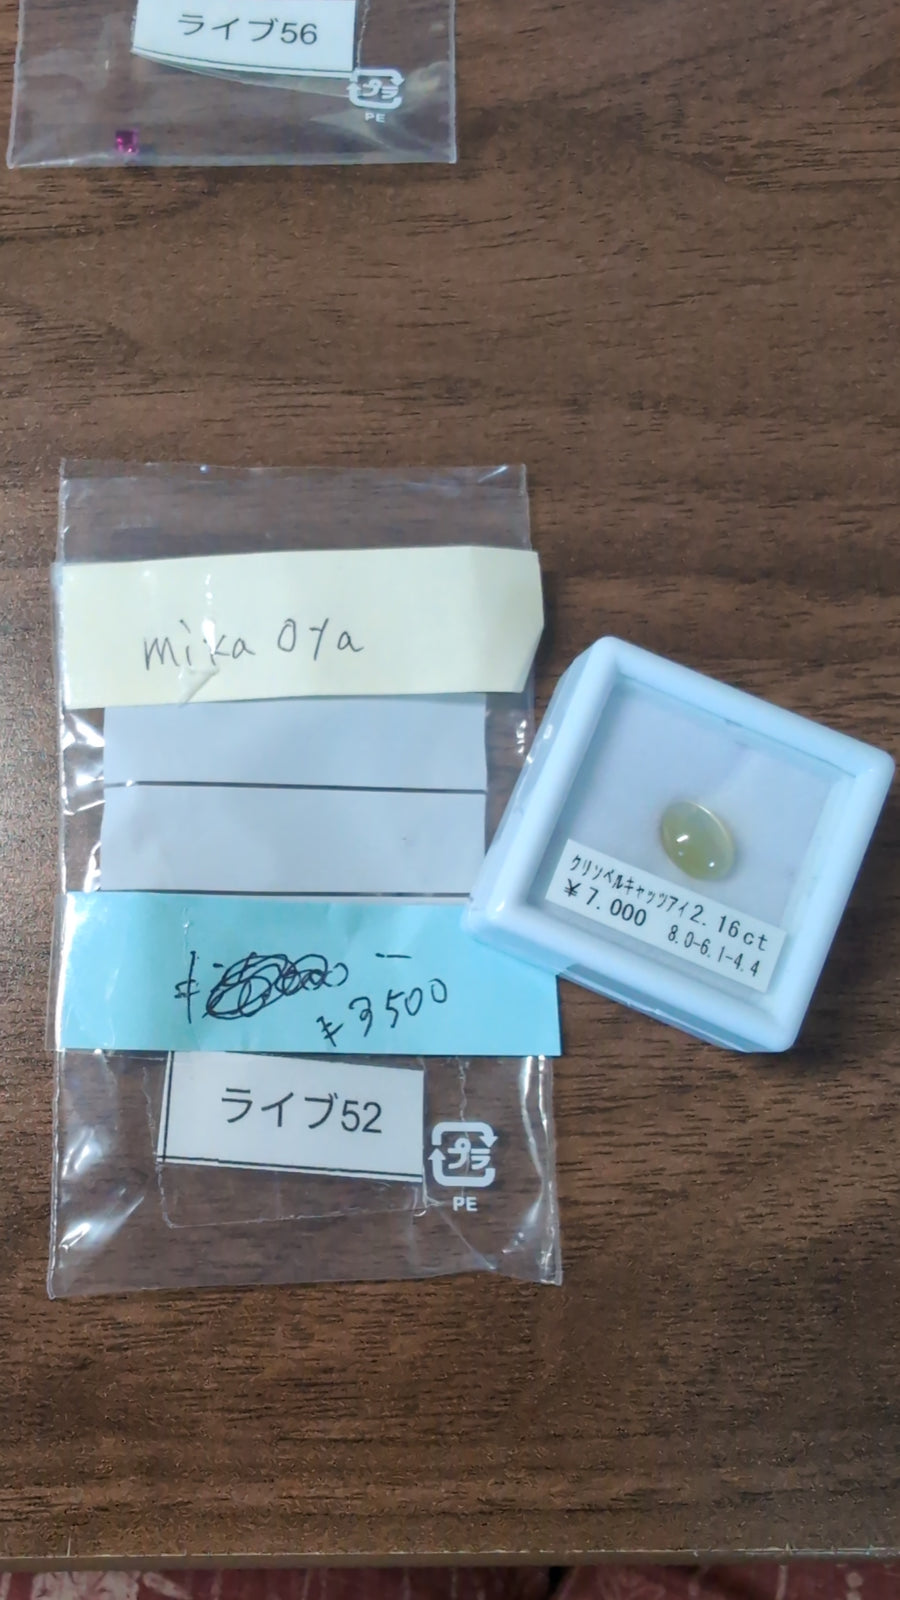 ライブ56
プラ
PE
mika Oya
クリソベルキャッツアイ2.16ct
￥7.000 8.0-6.1-4.4
￥3500
ライブ52
プラ
PE